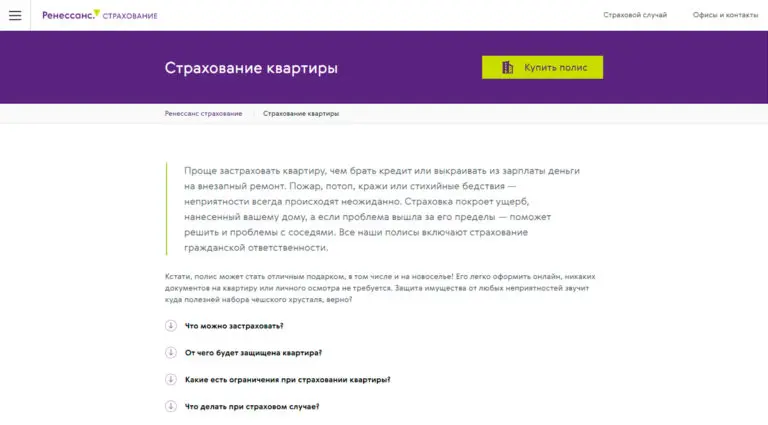 Ренессанс. СТРАХОВАНИЕ
Страховой случай
Офисы и контакты
Страхование квартиры
Купить полис
Ренессанс страхование
Страхование квартиры
Проще застраховать квартиру, чем брать кредит или выкраивать из зарплаты деньги
на внезапный ремонт. Пожар, потоп, кражи или стихийные бедствия —
неприятности всегда происходят неожиданно. Страховка покроет ущерб,
нанесенный вашему дому, а если проблема вышла за его пределы — поможет
решить и проблемы с соседями. Все наши полисы включают страхование
гражданской ответственности.
Кстати, полис может стать отличным подарком, в том числе и на новоселье! Его легко оформить онлайн, никаких
документов на квартиру или личного осмотра не требуется. Защита имущества от любых неприятностей звучит
куда полезней набора чешского хрусталя, верно?
Что можно застраховать?
От чего будет защищена квартира?
Какие есть ограничения при страховании квартиры?
Что делать при страховом случае?